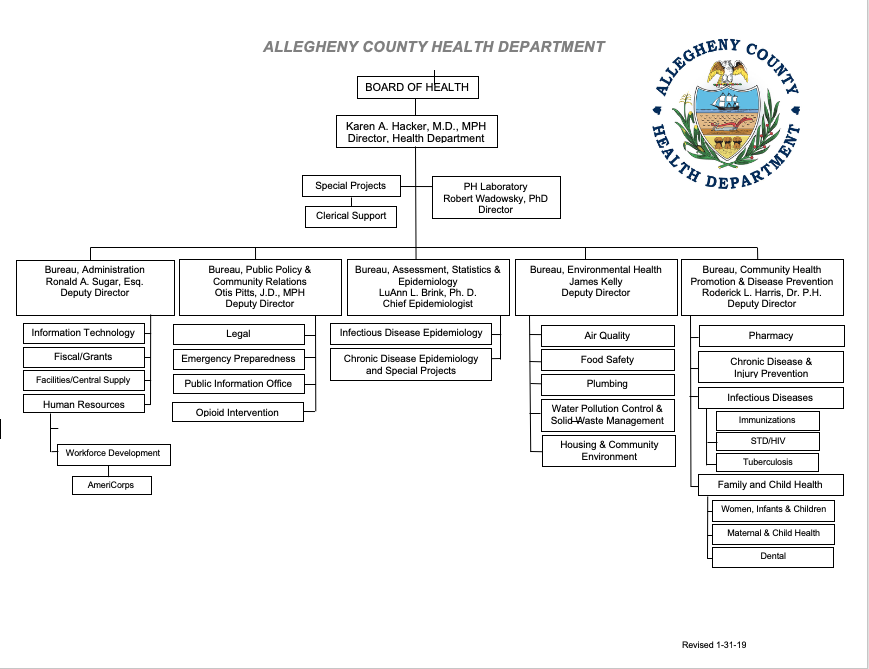 ALLEGHENY COUNTY HEALTH DEPARTMENT
ALLEGHENY COUNTY
HEALTH DEPARTMENT
BOARD OF HEALTH
Karen A. Hacker, M.D., MPH
Director, Health Department
Special Projects
Clerical Support
PH Laboratory
Robert Wadowsky, PhD
Director
Bureau, Administration
Ronald A. Sugar, Esq.
Deputy Director
Information Technology
Fiscal/Grants
Facilities/Central Supply
Human Resources
Workforce Development
AmeriCorps
Bureau, Public Policy &
Community Relations
Otis Pitts, J.D., MPH
Deputy Director
Legal
Emergency Preparedness
Public Information Office
Opioid Intervention
Bureau, Assessment, Statistics &
Epidemiology
LuAnn L. Brink, Ph. D.
Chief Epidemiologist
Infectious Disease Epidemiology
Chronic Disease Epidemiology
and Special Projects
Bureau, Environmental Health
James Kelly
Deputy Director
Air Quality
Food Safety
Plumbing
Water Pollution Control &
Solid Waste Management
Housing & Community
Environment
Bureau, Community Health
Promotion & Disease Prevention
Roderick L. Harris, Dr. P.H.
Deputy Director
Pharmacy
Chronic Disease &
Injury Prevention
Infectious Diseases
Immunizations
STD/HIV
Tuberculosis
Family and Child Health
Women, Infants & Children
Maternal & Child Health
Dental
Revised 1-31-19